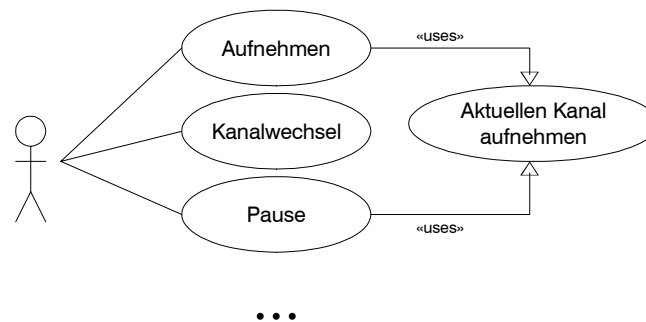 Aufnehmen
«uses»
Kanalwechsel
Aktuellen Kanal
aufnehmen
Pause
«uses»
•••